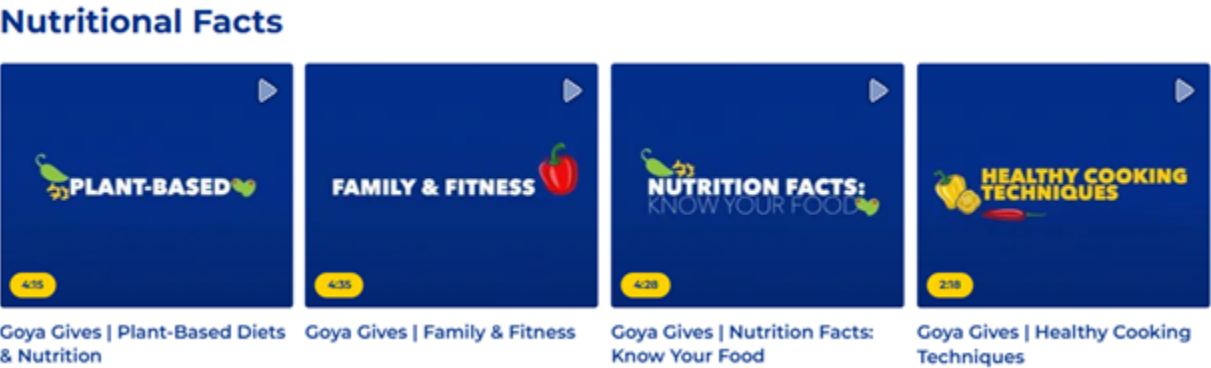 Nutritional Facts
PLANT-BASED
4:15
FAMILY & FITNESS
4:35
NUTRITION FACTS:
KNOW YOUR FOOD
4:28
HEALTHY COOKING
TECHNIQUES
2:18
Goya Gives | Plant-Based Diets
& Nutrition
Goya Gives | Family & Fitness
Goya Gives | Nutrition Facts:
Know Your Food
Goya Gives | Healthy Cooking
Techniques